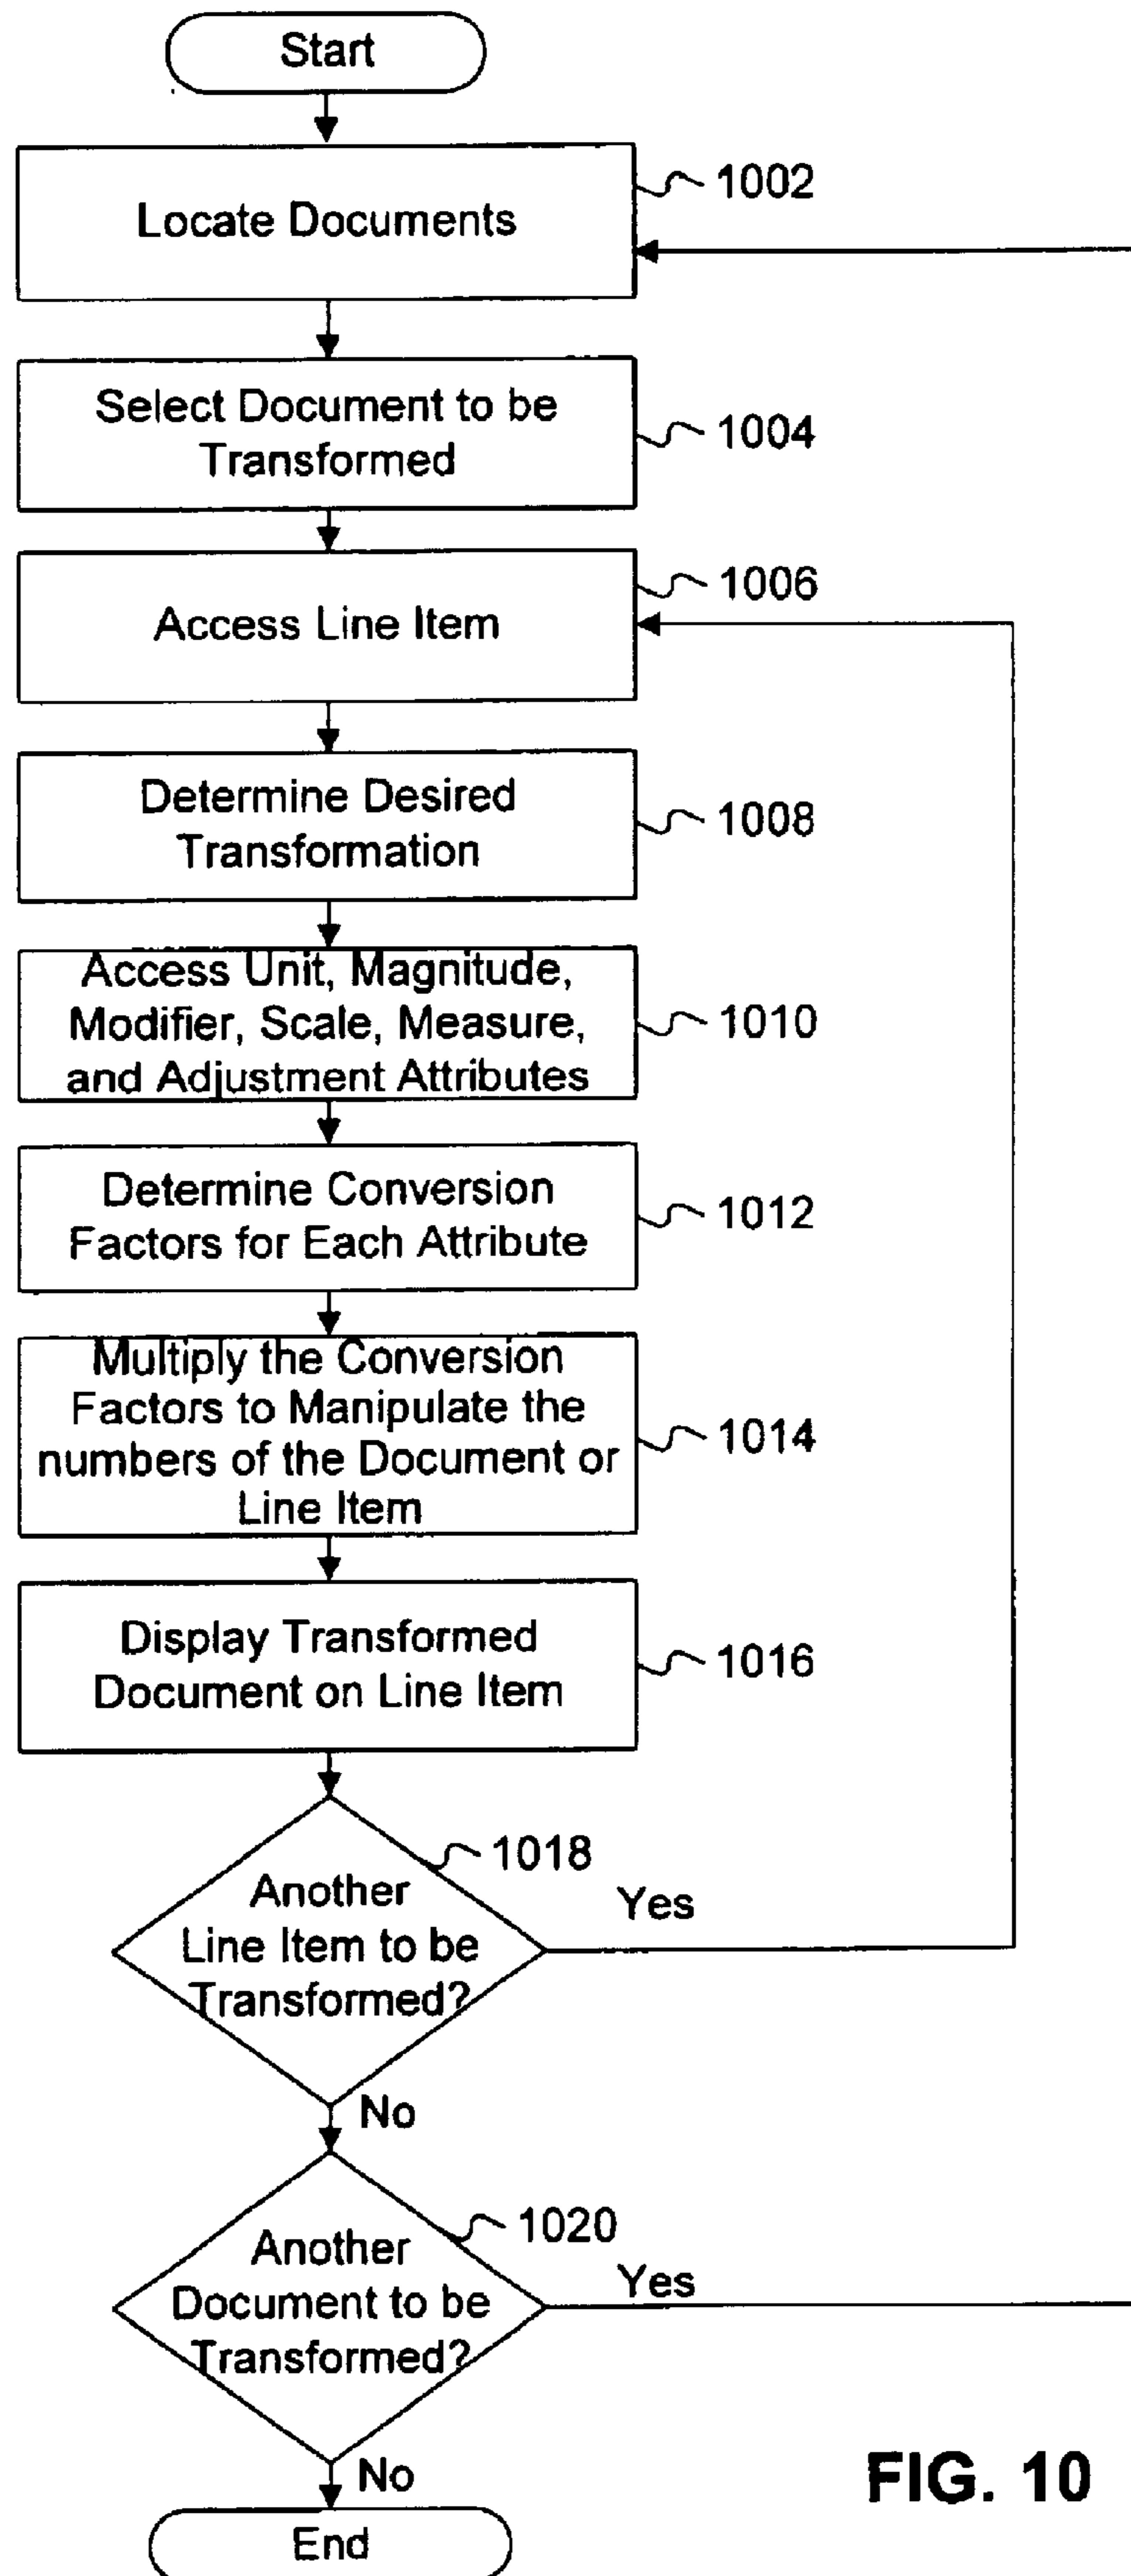 Start
Locate Documents
1002
Select Document to be
Transformed
1004
Access Line Item
1006
Determine Desired
Transformation
1008
Access Unit, Magnitude,
Modifier, Scale, Measure,
and Adjustment Attributes
1010
Determine Conversion
Factors for Each Attribute
1012
Multiply the Conversion
Factors to Manipulate the
numbers of the Document or
Line Item
1014
Display Transformed
Document on Line Item
1016
Another
Line Item to be
Transformed?
1018
Yes
No
Another
Document to be
Transformed?
1020
Yes
No
End
FIG. 10